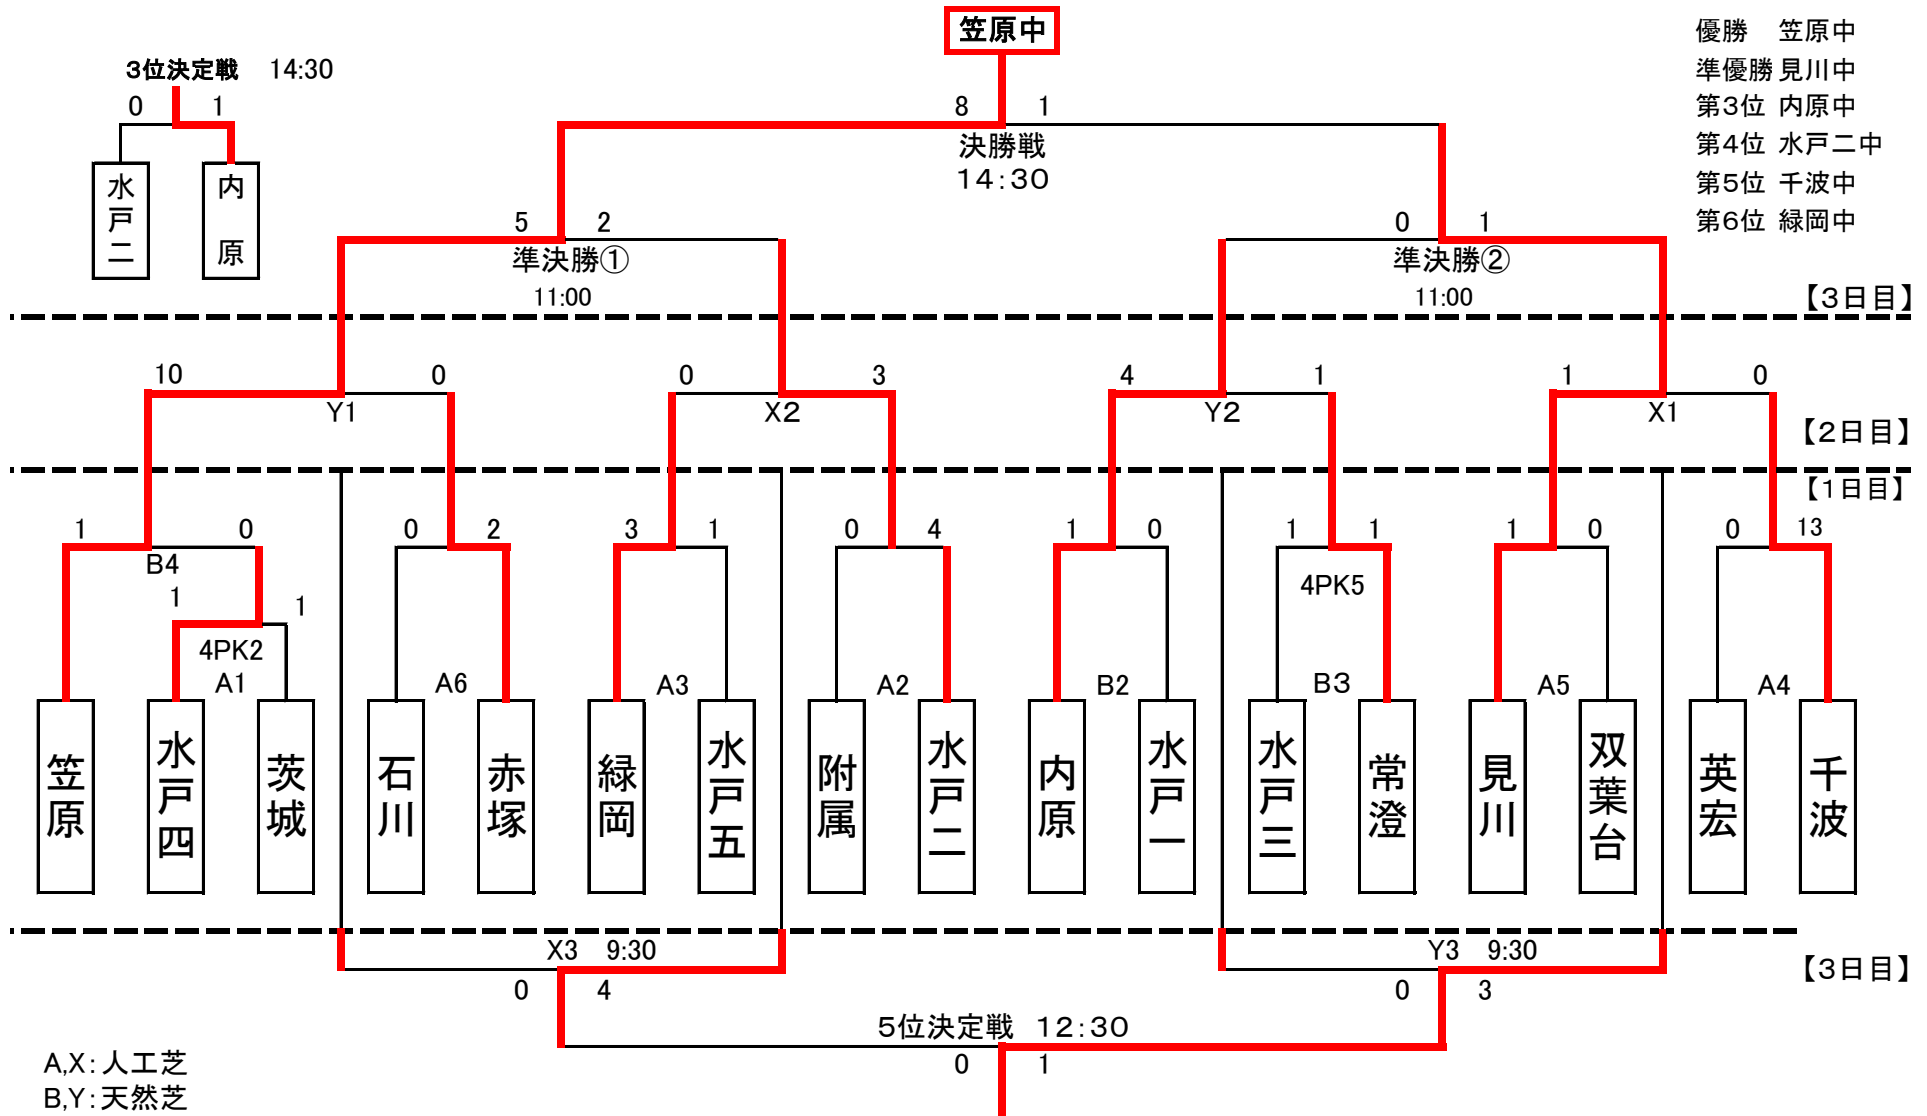 笠原中
優勝 笠原中
準優勝 見川中
第3位 内原中
第4位 水戸二中
第5位 千波中
第6位 緑岡中
3位決定戦 14:30
0 1
水戸二
内原
8 1
決勝戦
14:30
5 2
準決勝①
11:00
0 1
準決勝②
11:00
【3日目】
10 0
Y1
0 3
X2
4 1
Y2
1 0
X1
【2日目】
【1日目】
1 0
B4
1 1
4PK2
A1
0 2
A6
3 1
A3
0 4
A2
1 0
B2
1 1
4PK5
B3
1 0
A5
0 13
A4
笠原
水戸四
茨城
石川
赤塚
緑岡
水戸五
附属
水戸二
内原
水戸一
水戸三
常澄
見川
双葉台
英宏
千波
X3 9:30
0 4
Y3 9:30
0 3
【3日目】
5位決定戦 12:30
0 1
A,X:人工芝
B,Y:天然芝